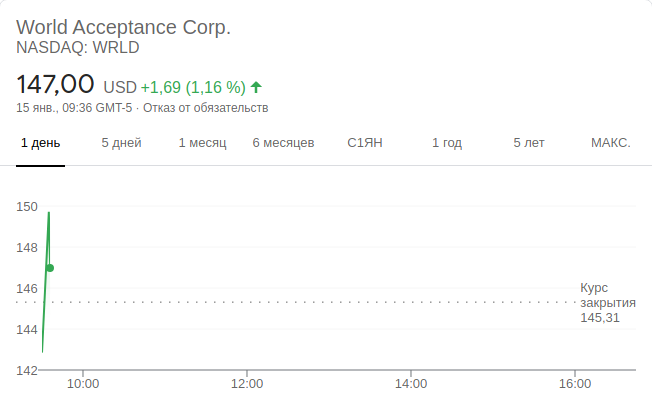 World Acceptance Corp.
NASDAQ: WRLD
147,00 USD +1,69 (1,16 %)
15 янв., 09:36 GMT-5 · Отказ от обязательств
1 день 5 дней 1 месяц 6 месяцев С1ЯН 1 год 5 лет МАКС.
150
148
146
144
142
Курс
закрытия
145,31
10:00 12:00 14:00 16:00